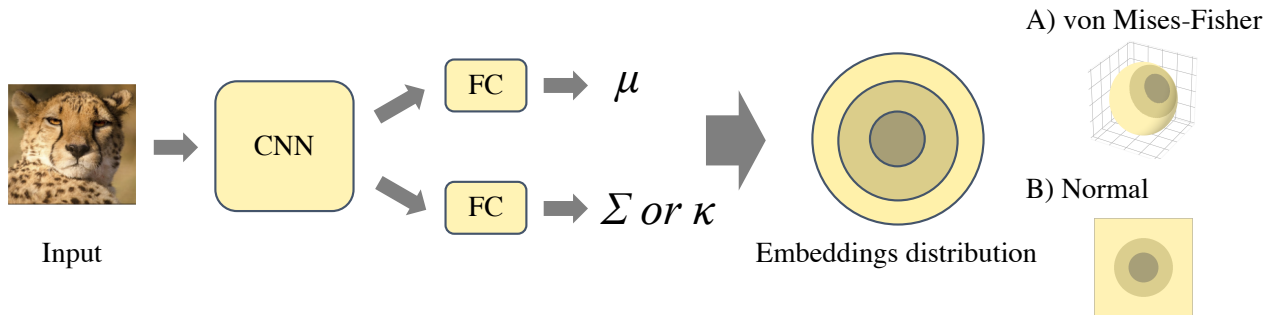 A) von Mises-Fisher
FC
μ
CNN
B) Normal
FC
Σ or κ
Input
Embeddings distribution